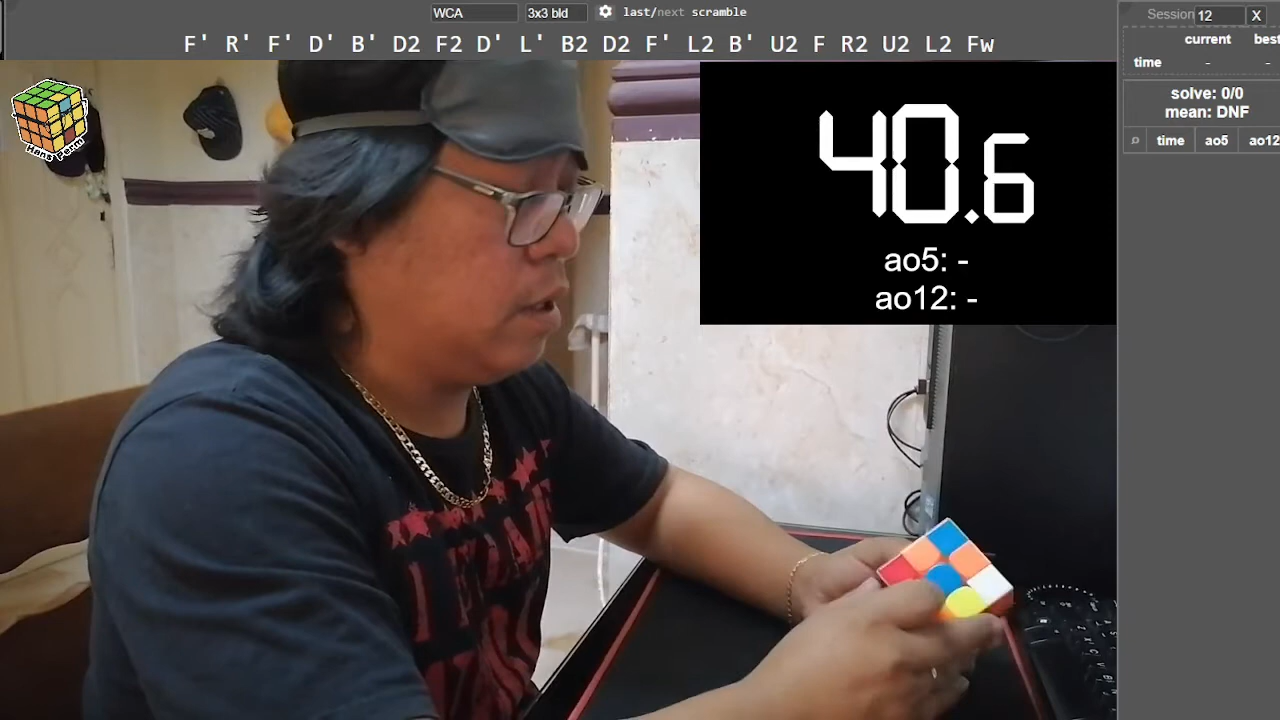 WCA
3x3 bld
last/next scramble
F' R' F' D' B' D2 F2 D' L' B2 D2 F' L2 B' U2 F R2 U2 L2 Fw
Session 12 X
current best
time - -
solve: 0/0
mean: DNF
time ao5 ao12
40.6
ao5: -
ao12: -
Hans Perm